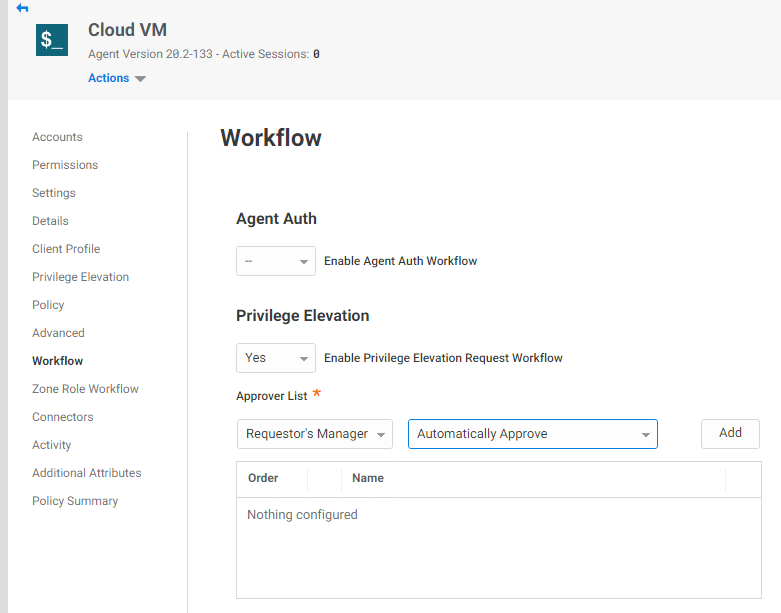 $_
Cloud VM
Agent Version 20.2-133 - Active Sessions: 0
Actions
Accounts
Permissions
Settings
Details
Client Profile
Privilege Elevation
Policy
Advanced
Workflow
Zone Role Workflow
Connectors
Activity
Additional Attributes
Policy Summary
Workflow
Agent Auth
-- Enable Agent Auth Workflow
Privilege Elevation
Yes Enable Privilege Elevation Request Workflow
Approver List *
Requestor's Manager Automatically Approve Add
Order Name
Nothing configured